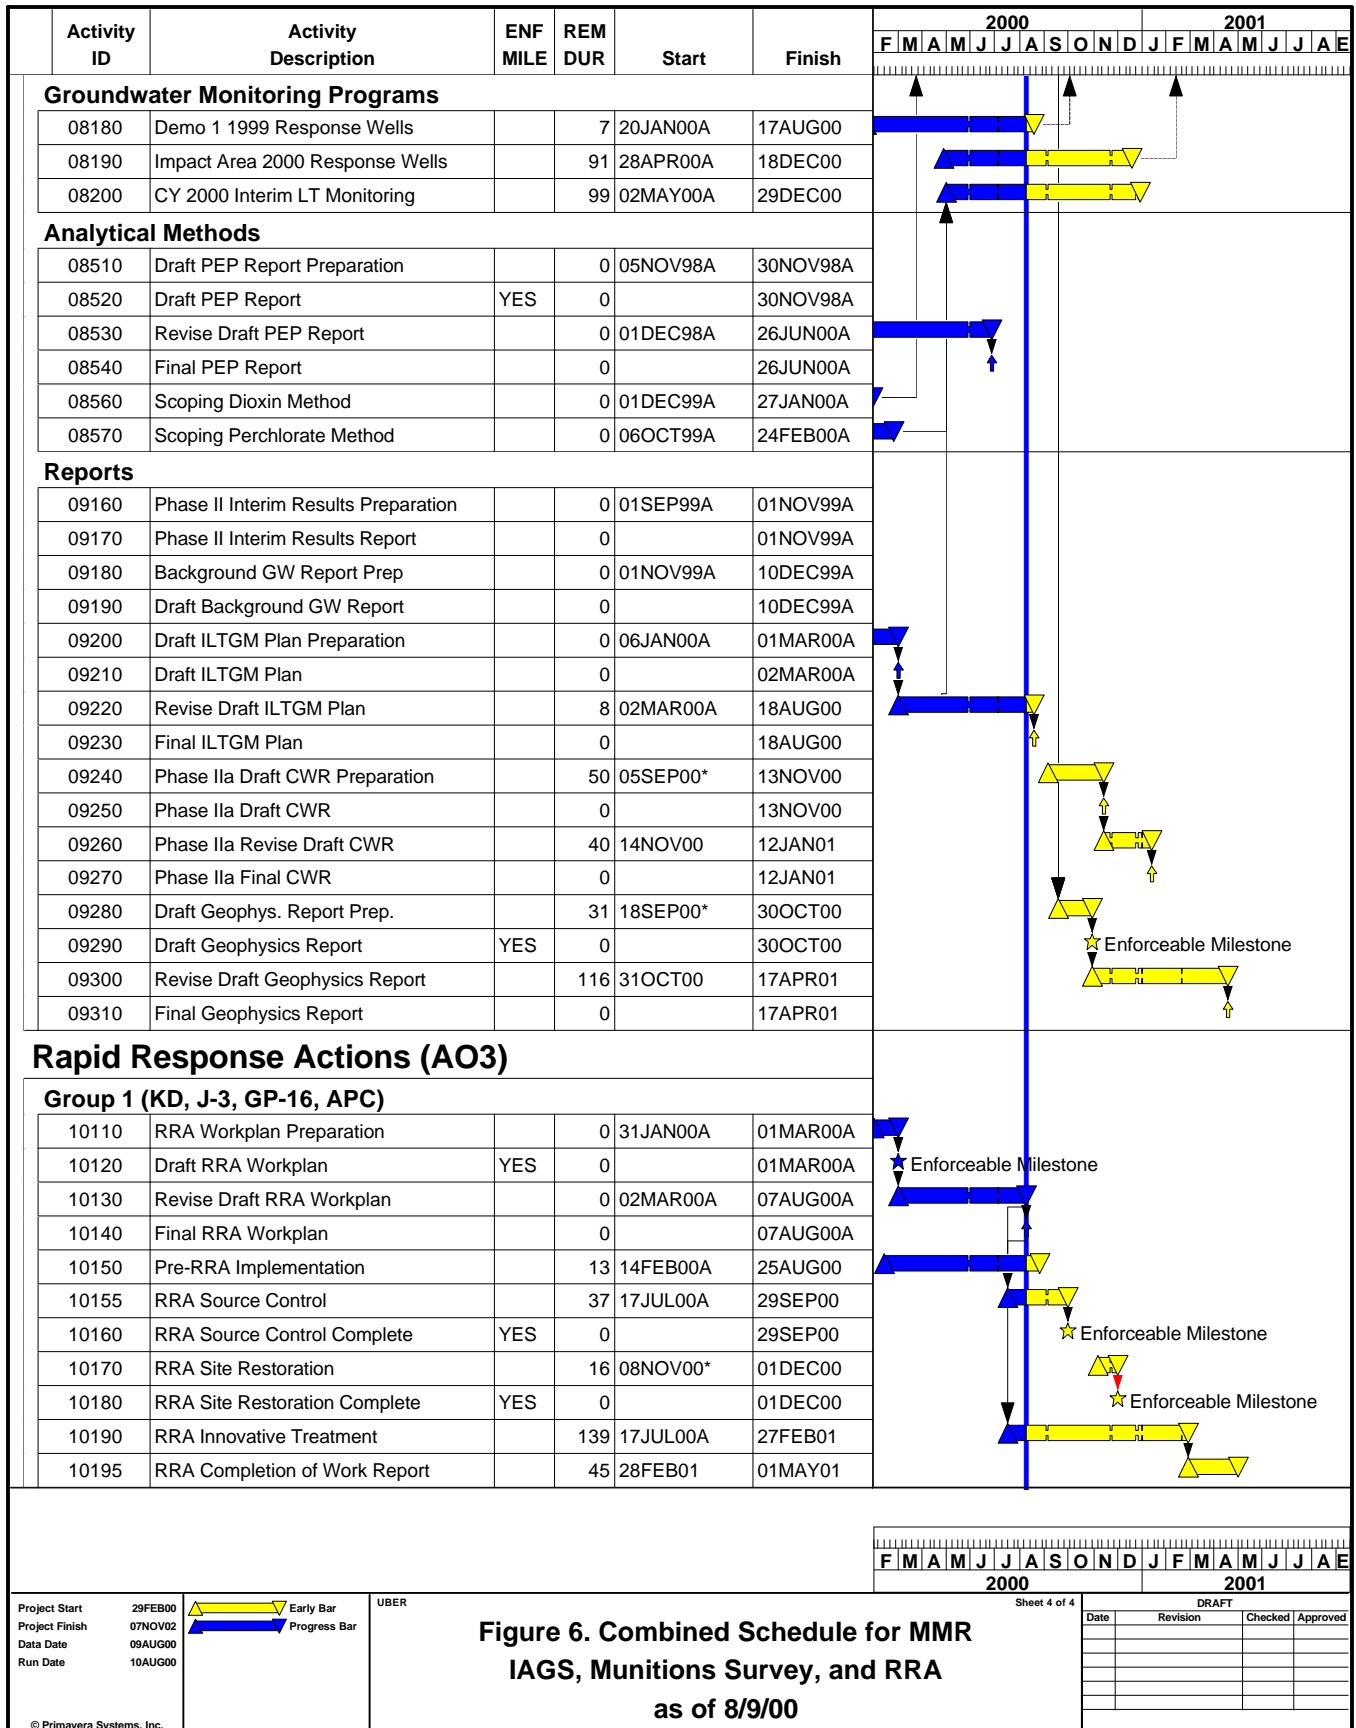 Activity ID Activity Description ENF MILE REM DUR Start Finish
2000 2001
F M A M J J A S O N D J F M A M J J A E
Groundwater Monitoring Programs
08180 Demo 1 1999 Response Wells 7 20JAN00A 17AUG00
08190 Impact Area 2000 Response Wells 91 28APR00A 18DEC00
08200 CY 2000 Interim LT Monitoring 99 02MAY00A 29DEC00
Analytical Methods
08510 Draft PEP Report Preparation 0 05NOV98A 30NOV98A
08520 Draft PEP Report YES 0 30NOV98A
08530 Revise Draft PEP Report 0 01DEC98A 26JUN00A
08540 Final PEP Report 0 26JUN00A
08560 Scoping Dioxin Method 0 01DEC99A 27JAN00A
08570 Scoping Perchlorate Method 0 06OCT99A 24FEB00A
Reports
09160 Phase II Interim Results Preparation 0 01SEP99A 01NOV99A
09170 Phase II Interim Results Report 0 01NOV99A
09180 Background GW Report Prep 0 01NOV99A 10DEC99A
09190 Draft Background GW Report 0 10DEC99A
09200 Draft ILTGM Plan Preparation 0 06JAN00A 01MAR00A
09210 Draft ILTGM Plan 0 02MAR00A
09220 Revise Draft ILTGM Plan 8 02MAR00A 18AUG00
09230 Final ILTGM Plan 0 18AUG00
09240 Phase IIa Draft CWR Preparation 50 05SEP00* 13NOV00
09250 Phase IIa Draft CWR 0 13NOV00
09260 Phase IIa Revise Draft CWR 40 14NOV00 12JAN01
09270 Phase IIa Final CWR 0 12JAN01
09280 Draft Geophys. Report Prep. 31 18SEP00* 30OCT00
09290 Draft Geophysics Report YES 0 30OCT00 Enforceable Milestone
09300 Revise Draft Geophysics Report 116 31OCT00 17APR01
09310 Final Geophysics Report 0 17APR01
Rapid Response Actions (AO3)
Group 1 (KD, J-3, GP-16, APC)
10110 RRA Workplan Preparation 0 31JAN00A 01MAR00A
10120 Draft RRA Workplan YES 0 01MAR00A Enforceable Milestone
10130 Revise Draft RRA Workplan 0 02MAR00A 07AUG00A
10140 Final RRA Workplan 0 07AUG00A
10150 Pre-RRA Implementation 13 14FEB00A 25AUG00
10155 RRA Source Control 37 17JUL00A 29SEP00
10160 RRA Source Control Complete YES 0 29SEP00 Enforceable Milestone
10170 RRA Site Restoration 16 08NOV00* 01DEC00
10180 RRA Site Restoration Complete YES 0 01DEC00 Enforceable Milestone
10190 RRA Innovative Treatment 139 17JUL00A 27FEB01
10195 RRA Completion of Work Report 45 28FEB01 01MAY01
F M A M J J A S O N D J F M A M J J A E
2000 2001
Project Start 29FEB00
Project Finish 07NOV02
Data Date 09AUG00
Run Date 10AUG00
© Primavera Systems, Inc.
Early Bar
Progress Bar
UBER
Sheet 4 of 4
Figure 6. Combined Schedule for MMR
IAGS, Munitions Survey, and RRA
as of 8/9/00
DRAFT
Date Revision Checked Approved